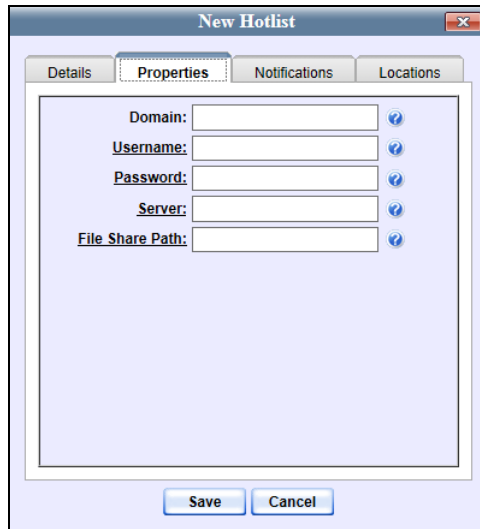 New Hotlist
Details Properties Notifications Locations
Domain:
Username:
Password:
Server:
File Share Path:
Save Cancel